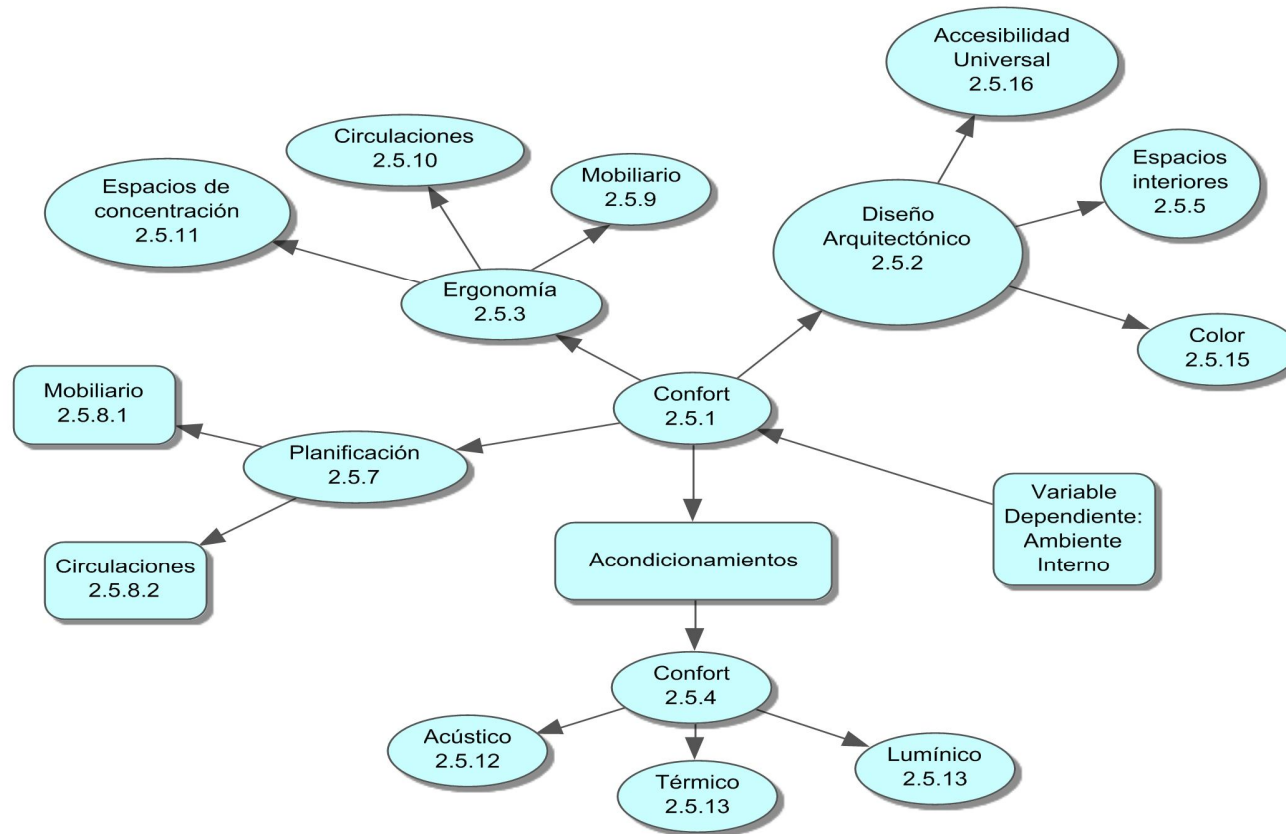 Accesibilidad
Universal
2.5.16
Circulaciones
2.5.10
Mobiliario
2.5.9
Espacios
interiores
2.5.5
Espacios de
concentración
2.5.11
Diseño
Arquitectónico
2.5.2
Ergonomía
2.5.3
Color
2.5.15
Mobiliario
2.5.8.1
Confort
2.5.1
Planificación
2.5.7
Variable
Dependiente:
Ambiente
Interno
Circulaciones
2.5.8.2
Acondicionamientos
Confort
2.5.4
Acústico
2.5.12
Térmico
2.5.13
Lumínico
2.5.13